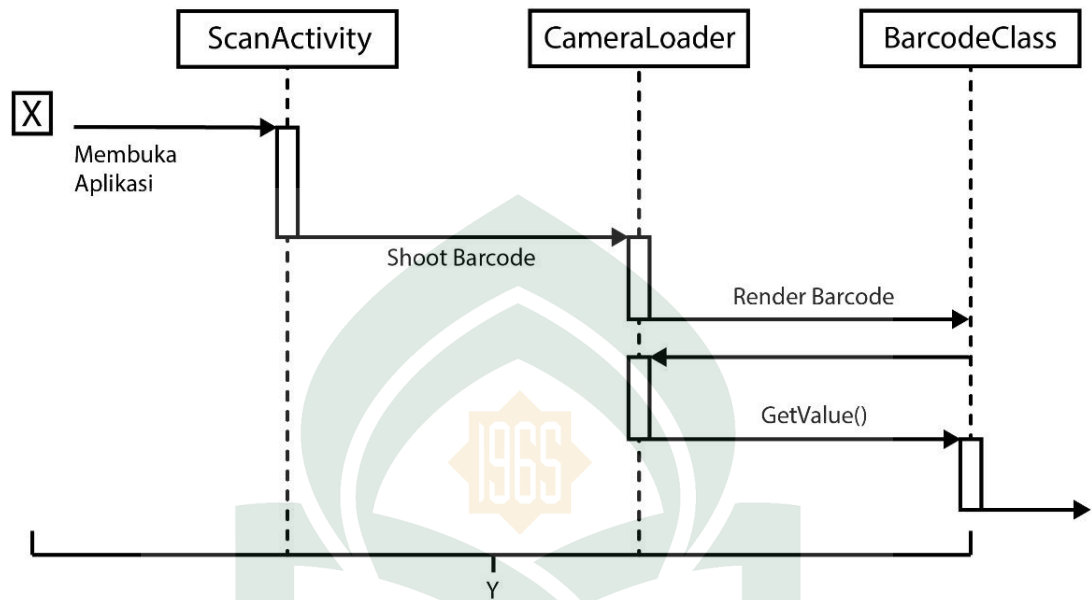 ScanActivity
CameraLoader
BarcodeClass
X
Membuka
Aplikasi
Shoot Barcode
Render Barcode
GetValue()
1965
Y